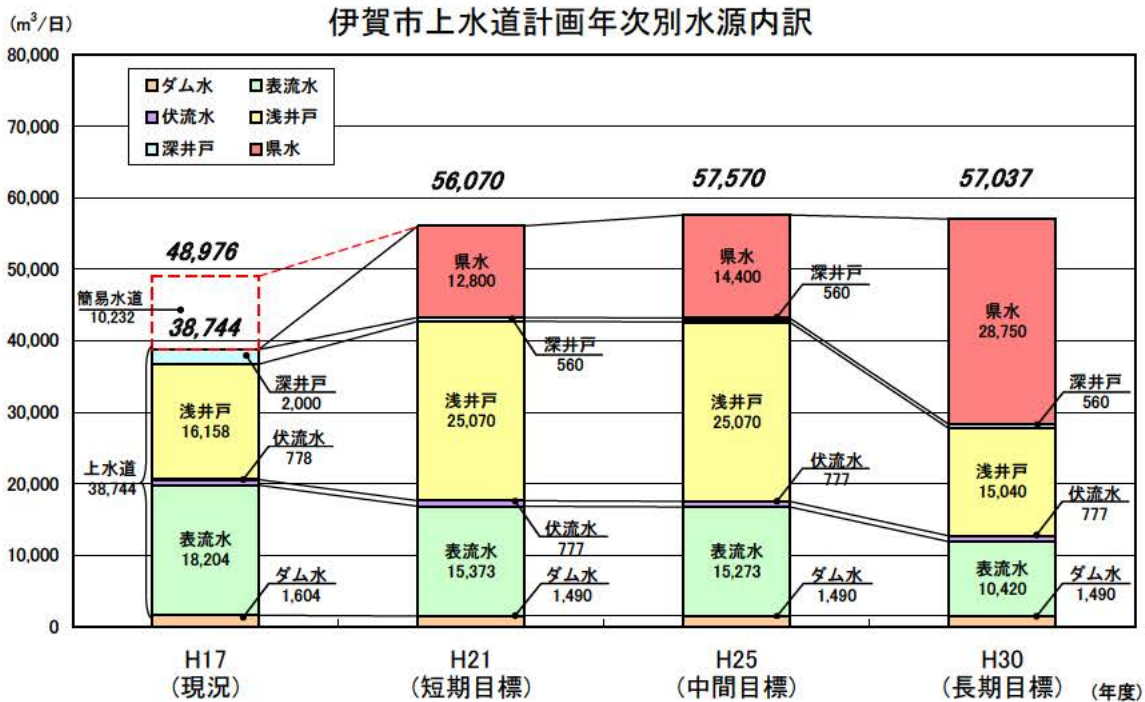 伊賀市上水道計画年次別水源内訳
(m³/日)
80,000
70,000
60,000
50,000
40,000
30,000
20,000
10,000
0
ダム水
表流水
伏流水
浅井戸
深井戸
県水
48,976
簡易水道
10,232
38,744
深井戸
2,000
浅井戸
16,158
伏流水
778
上水道
38,744
表流水
18,204
ダム水
1,604
H17
(現況)
56,070
県水
12,800
深井戸
560
浅井戸
25,070
伏流水
777
表流水
15,373
ダム水
1,490
H21
(短期目標)
57,570
県水
14,400
深井戸
560
浅井戸
25,070
伏流水
777
表流水
15,273
ダム水
1,490
H25
(中間目標)
57,037
県水
28,750
深井戸
560
浅井戸
15,040
伏流水
777
表流水
10,420
ダム水
1,490
H30
(長期目標)
(年度)